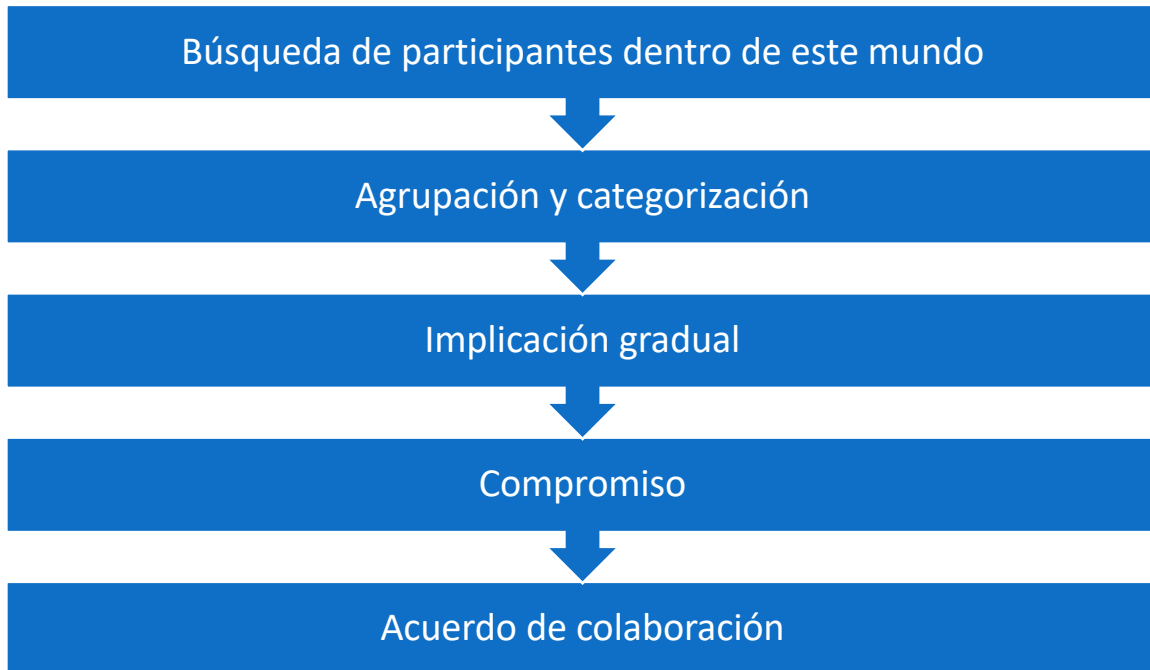 Búsqueda de participantes dentro de este mundo
Agrupación y categorización
Implicación gradual
Compromiso
Acuerdo de colaboración